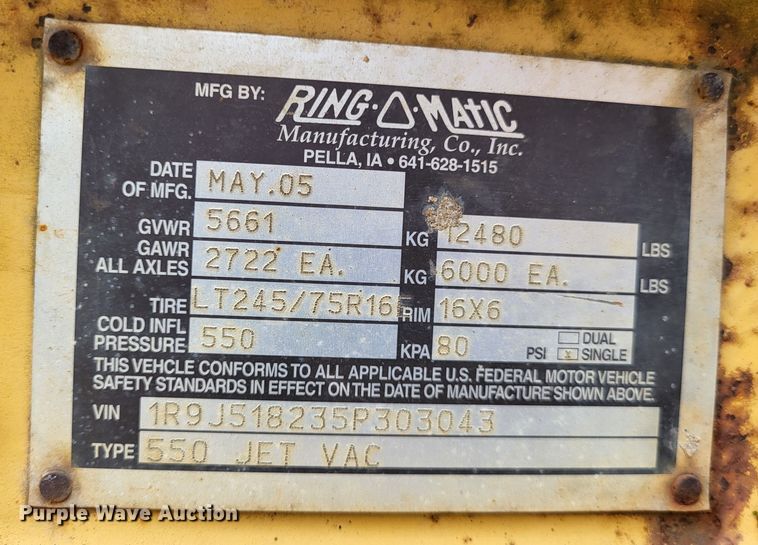 MFG BY: RING·O·MATIC
Manufacturing, Co., Inc.
PELLA, IA • 641-628-1515
DATE OF MFG. MAY.05
GVWR 5661 KG 12480 LBS
GAWR ALL AXLES 2722 EA. KG 6000 EA. LBS
TIRE LT245/75R16E RIM 16X6
COLD INFL PRESSURE 550 KPA 80 PSI DUAL x SINGLE
THIS VEHICLE CONFORMS TO ALL APPLICABLE U.S. FEDERAL MOTOR VEHICLE
SAFETY STANDARDS IN EFFECT ON THE DATE OF MANUFACTURE SHOWN ABOVE.
VIN 1R9J518235P303043
TYPE 550 JET VAC
Purple Wave Auction